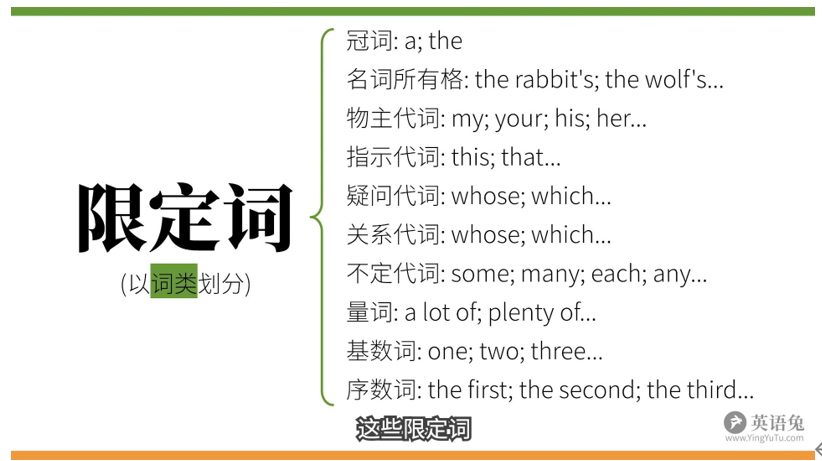 冠词: a; the
名词所有格: the rabbit's; the wolf's...
物主代词: my; your; his; her...
指示代词: this; that...
疑问代词: whose; which...
关系代词: whose; which...
不定代词: some; many; each; any...
量词: a lot of; plenty of...
基数词: one; two; three...
序数词: the first; the second; the third...
限定词
(以词类划分)
这些限定词
英语兔
www.YingYuTu.com